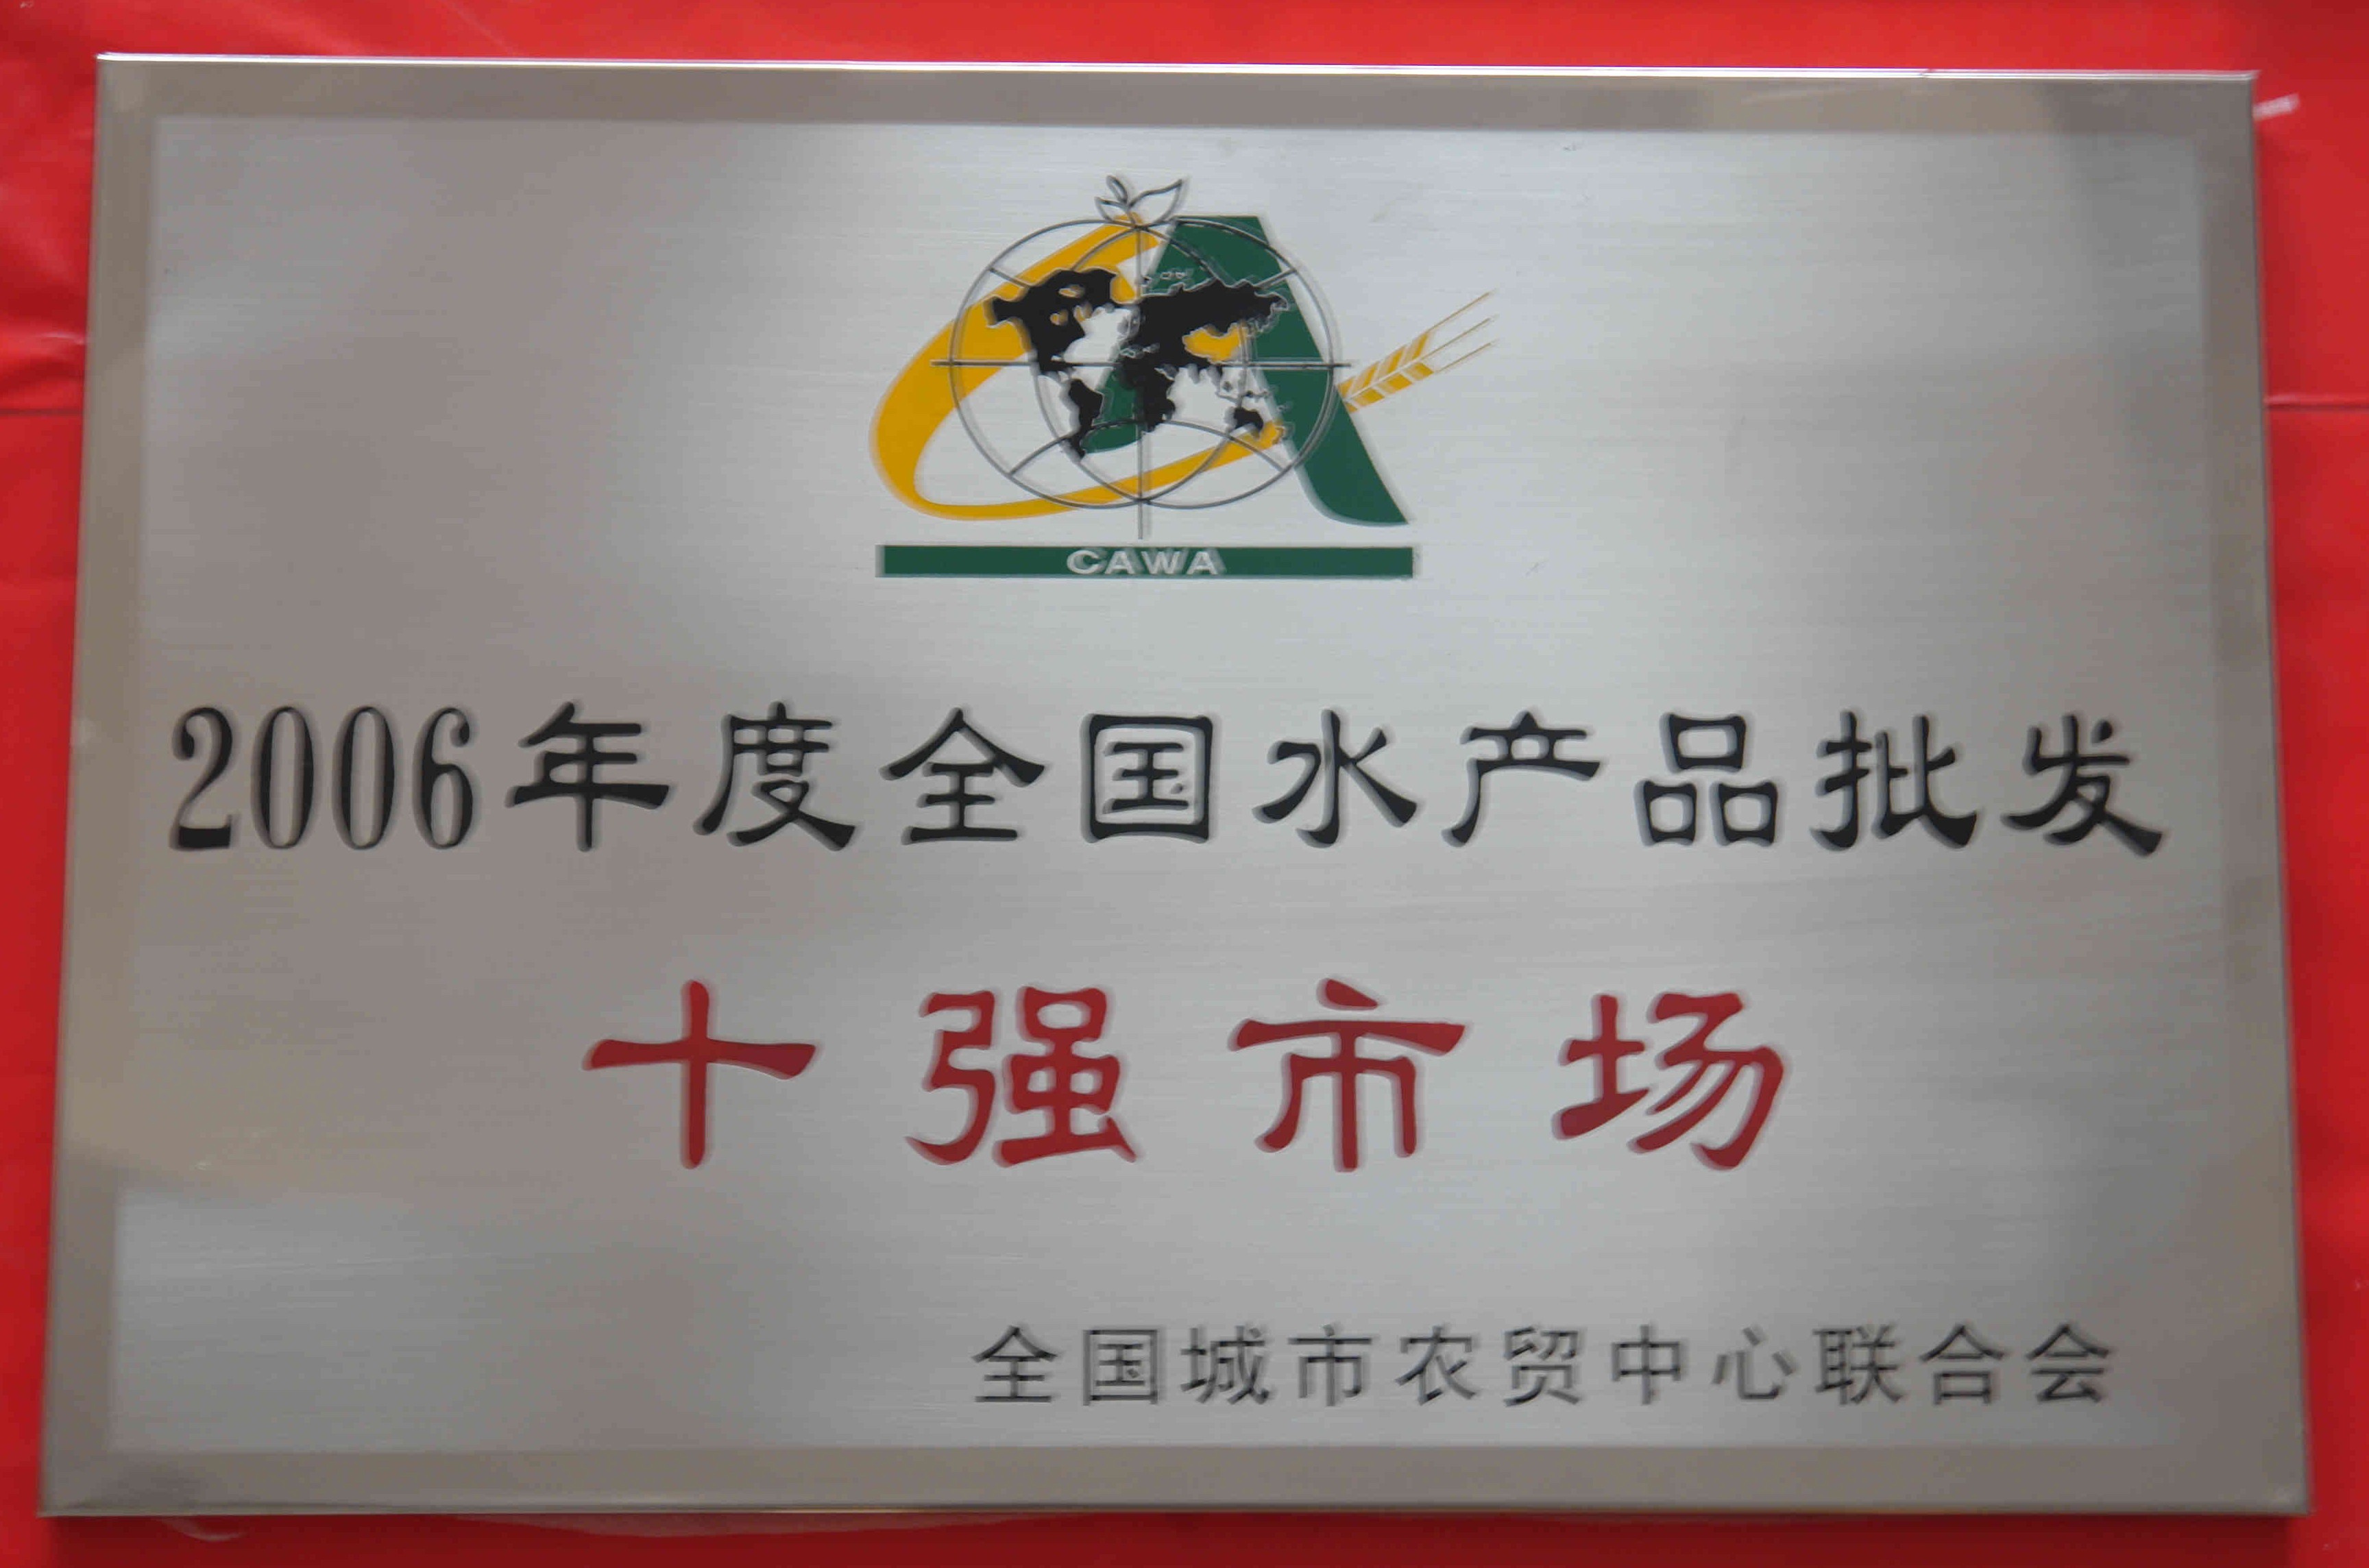 CAWA
2006年度全国水产品批发
十强市场
全国城市农贸中心联合会